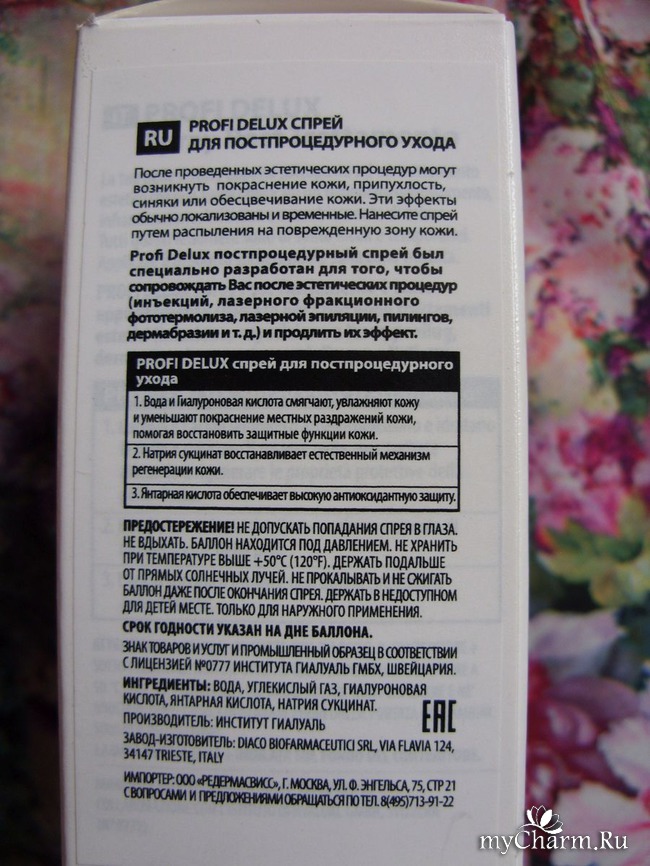 RU
PROFI DELUX СПРЕЙ
ДЛЯ ПОСТПРОЦЕДУРНОГО УХОДА
После проведенных эстетических процедур могут
возникнуть покраснение кожи, припухлость,
синяки или обесцвечивание кожи. Эти эффекты
обычно локализованы и временные. Нанесите спрей
путем распыления на поврежденную зону кожи.
Profi Delux постпроцедурный спрей был
специально разработан для того, чтобы
сопровождать Вас после эстетических процедур
(инъекций, лазерного фракционного
фототермолиза, лазерной эпиляции, пилингов,
дермабразии и т. д.) и продлить их эффект.
PROFI DELUX спрей для постпроцедурного
ухода
1. Вода и Гиалуроновая кислота смягчают, увлажняют кожу
и уменьшают покраснение местных раздражений кожи,
помогая восстановить защитные функции кожи.
2. Натрия сукцинат восстанавливает естественный механизм
регенерации кожи.
3. Янтарная кислота обеспечивает высокую антиоксидантную защиту.
ПРЕДОСТЕРЕЖЕНИЕ! НЕ ДОПУСКАТЬ ПОПАДАНИЯ СПРЕЯ В ГЛАЗА.
НЕ ВДЫХАТЬ. БАЛЛОН НАХОДИТСЯ ПОД ДАВЛЕНИЕМ. НЕ ХРАНИТЬ
ПРИ ТЕМПЕРАТУРЕ ВЫШЕ +50°C (120°F). ДЕРЖАТЬ ПОДАЛЬШЕ
ОТ ПРЯМЫХ СОЛНЕЧНЫХ ЛУЧЕЙ. НЕ ПРОКАЛЫВАТЬ И НЕ СЖИГАТЬ
БАЛЛОН ДАЖЕ ПОСЛЕ ОКОНЧАНИЯ СПРЕЯ. ДЕРЖАТЬ В НЕДОСТУПНОМ
ДЛЯ ДЕТЕЙ МЕСТЕ. ТОЛЬКО ДЛЯ НАРУЖНОГО ПРИМЕНЕНИЯ.
СРОК ГОДНОСТИ УКАЗАН НА ДНЕ БАЛЛОНА.
ЗНАК ТОВАРОВ И УСЛУГ И ПРОМЫШЛЕННЫЙ ОБРАЗЕЦ В СООТВЕТСТВИИ
С ЛИЦЕНЗИЕЙ №0777 ИНСТИТУТА ГИАЛУАЛЬ ГМБХ, ШВЕЙЦАРИЯ.
ИНГРЕДИЕНТЫ: ВОДА, УГЛЕКИСЛЫЙ ГАЗ, ГИАЛУРОНОВАЯ
КИСЛОТА, ЯНТАРНАЯ КИСЛОТА, НАТРИЯ СУКЦИНАТ.
ПРОИЗВОДИТЕЛЬ: ИНСТИТУТ ГИАЛУАЛЬ
EAC
ЗАВОД-ИЗГОТОВИТЕЛЬ: DIACO BIOFARMACEUTICI SRL, VIA FLAVIA 124,
34147 TRIESTE, ITALY
ИМПОРТЕР: ООО «РЕДЕРМАСВИСС», Г. МОСКВА, УЛ. Ф. ЭНГЕЛЬСА, 75, СТР 21
С ВОПРОСАМИ И ПРЕДЛОЖЕНИЯМИ ОБРАЩАТЬСЯ ПО ТЕЛ. 8(495)713-91-22
myCharm.Ru